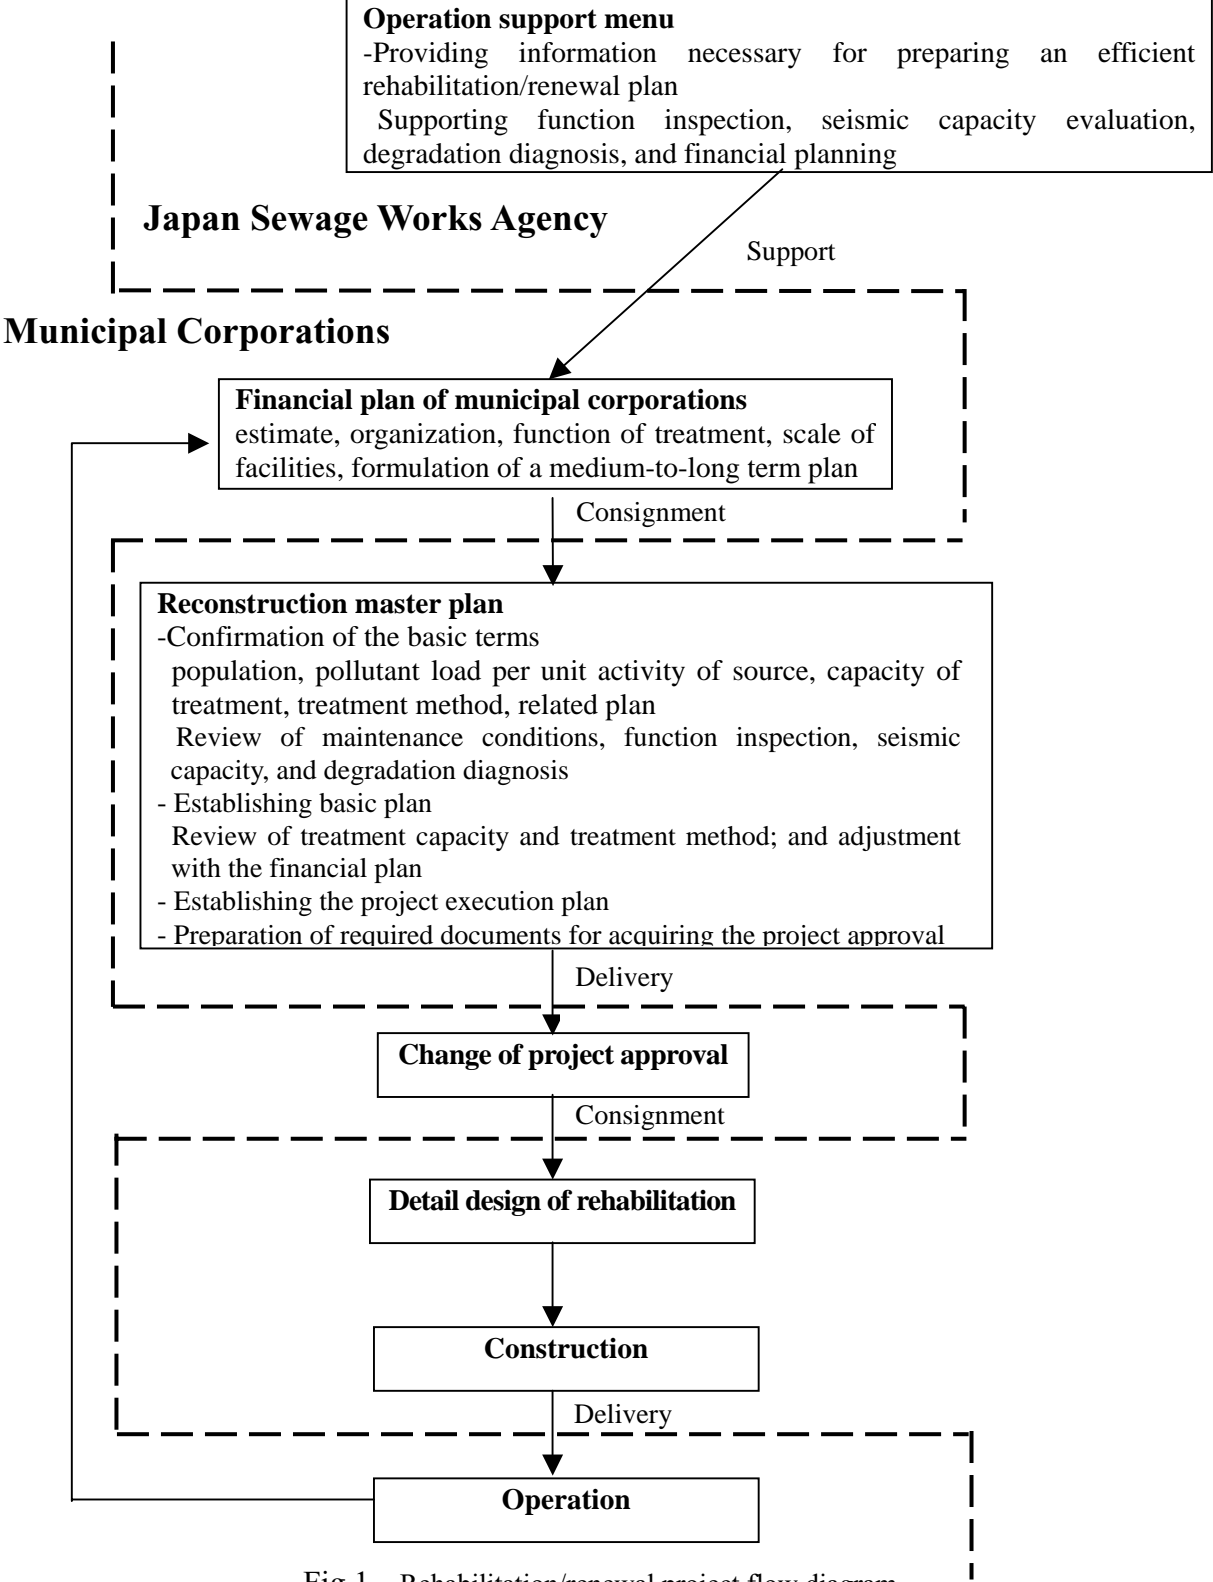 Operation support menu
-Providing information necessary for preparing an efficient
rehabilitation/renewal plan
Supporting function inspection, seismic capacity evaluation,
degradation diagnosis, and financial planning
Japan Sewage Works Agency
Support
Municipal Corporations
Financial plan of municipal corporations
estimate, organization, function of treatment, scale of
facilities, formulation of a medium-to-long term plan
Consignment
Reconstruction master plan
-Confirmation of the basic terms
population, pollutant load per unit activity of source, capacity of
treatment, treatment method, related plan
Review of maintenance conditions, function inspection, seismic
capacity, and degradation diagnosis
- Establishing basic plan
Review of treatment capacity and treatment method; and adjustment
with the financial plan
- Establishing the project execution plan
- Preparation of required documents for acquiring the project approval
Delivery
Change of project approval
Consignment
Detail design of rehabilitation
Construction
Delivery
Operation
Fig.1 Rehabilitation/renewal project flow diagram